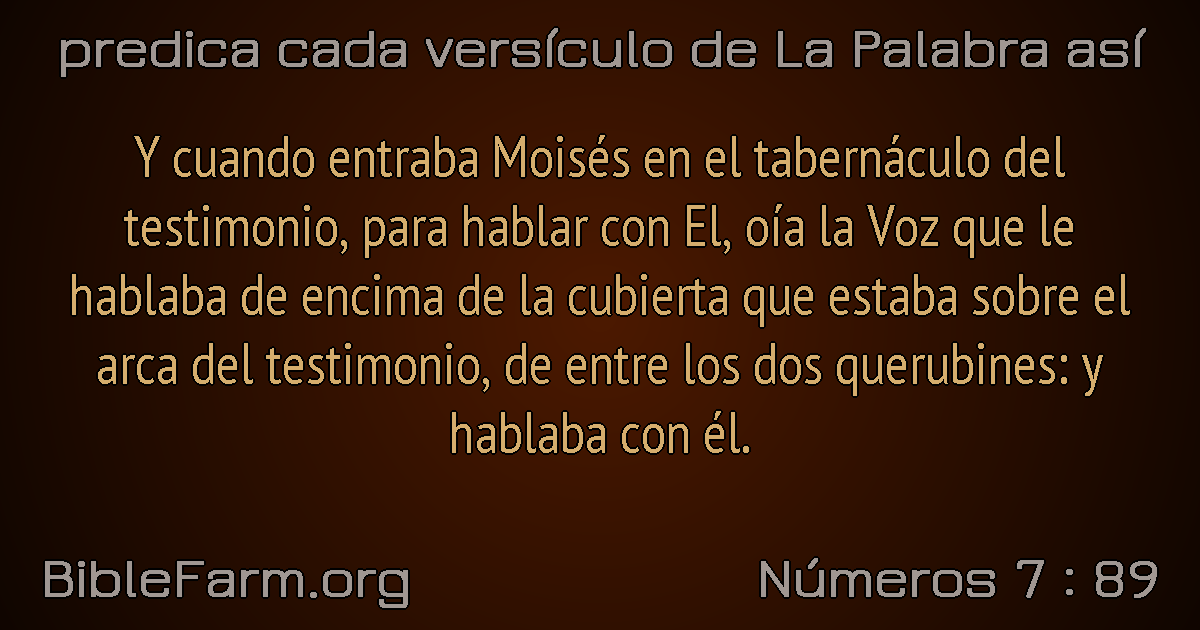 predica cada versículo de La Palabra así
Y cuando entraba Moisés en el tabernáculo del
testimonio, para hablar con El, oía la Voz que le
hablaba de encima de la cubierta que estaba sobre el
arca del testimonio, de entre los dos querubines: y
hablaba con él.
BibleFarm.org
Números 7 : 89